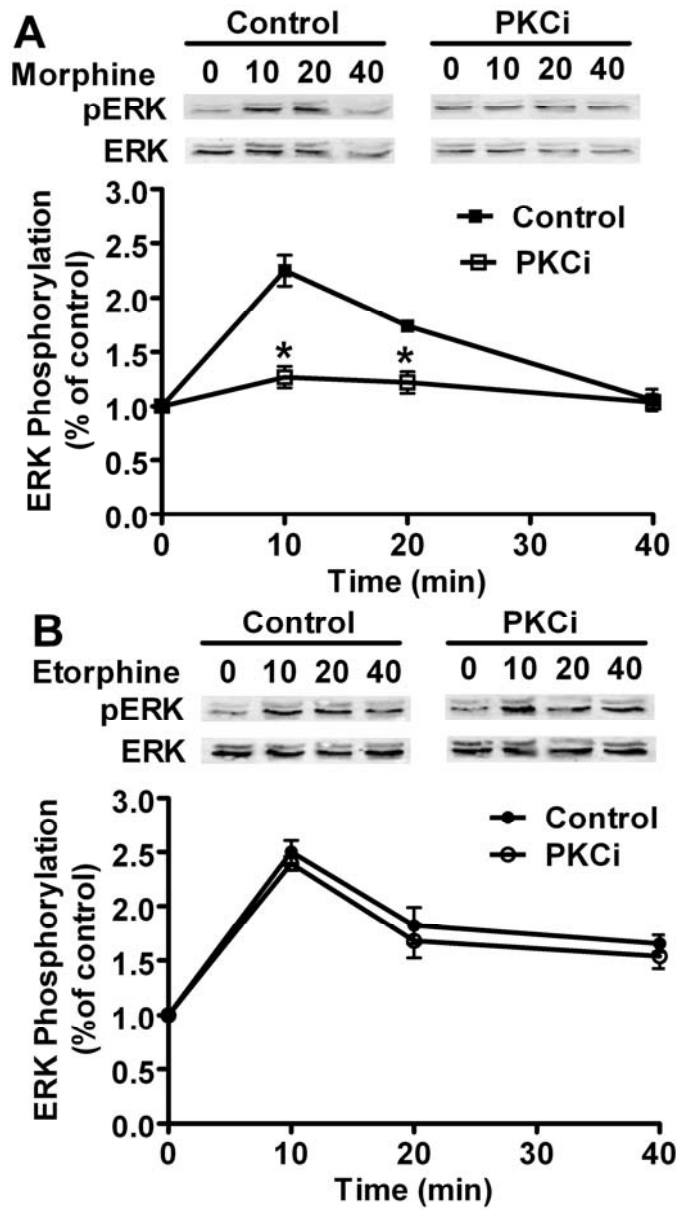 A
Control PKCi
Morphine 0 10 20 40 0 10 20 40
pERK
ERK
3.0
2.5
2.0
1.5
1.0
0.5
0.0
ERK Phosphorylation
(% of control)
Control
PKCi
*
*
0 10 20 30 40
Time (min)
B
Control PKCi
Etorphine 0 10 20 40 0 10 20 40
pERK
ERK
3.0
2.5
2.0
1.5
1.0
0.5
0.0
ERK Phosphorylation
(%of control)
Control
PKCi
0 10 20 30 40
Time (min)